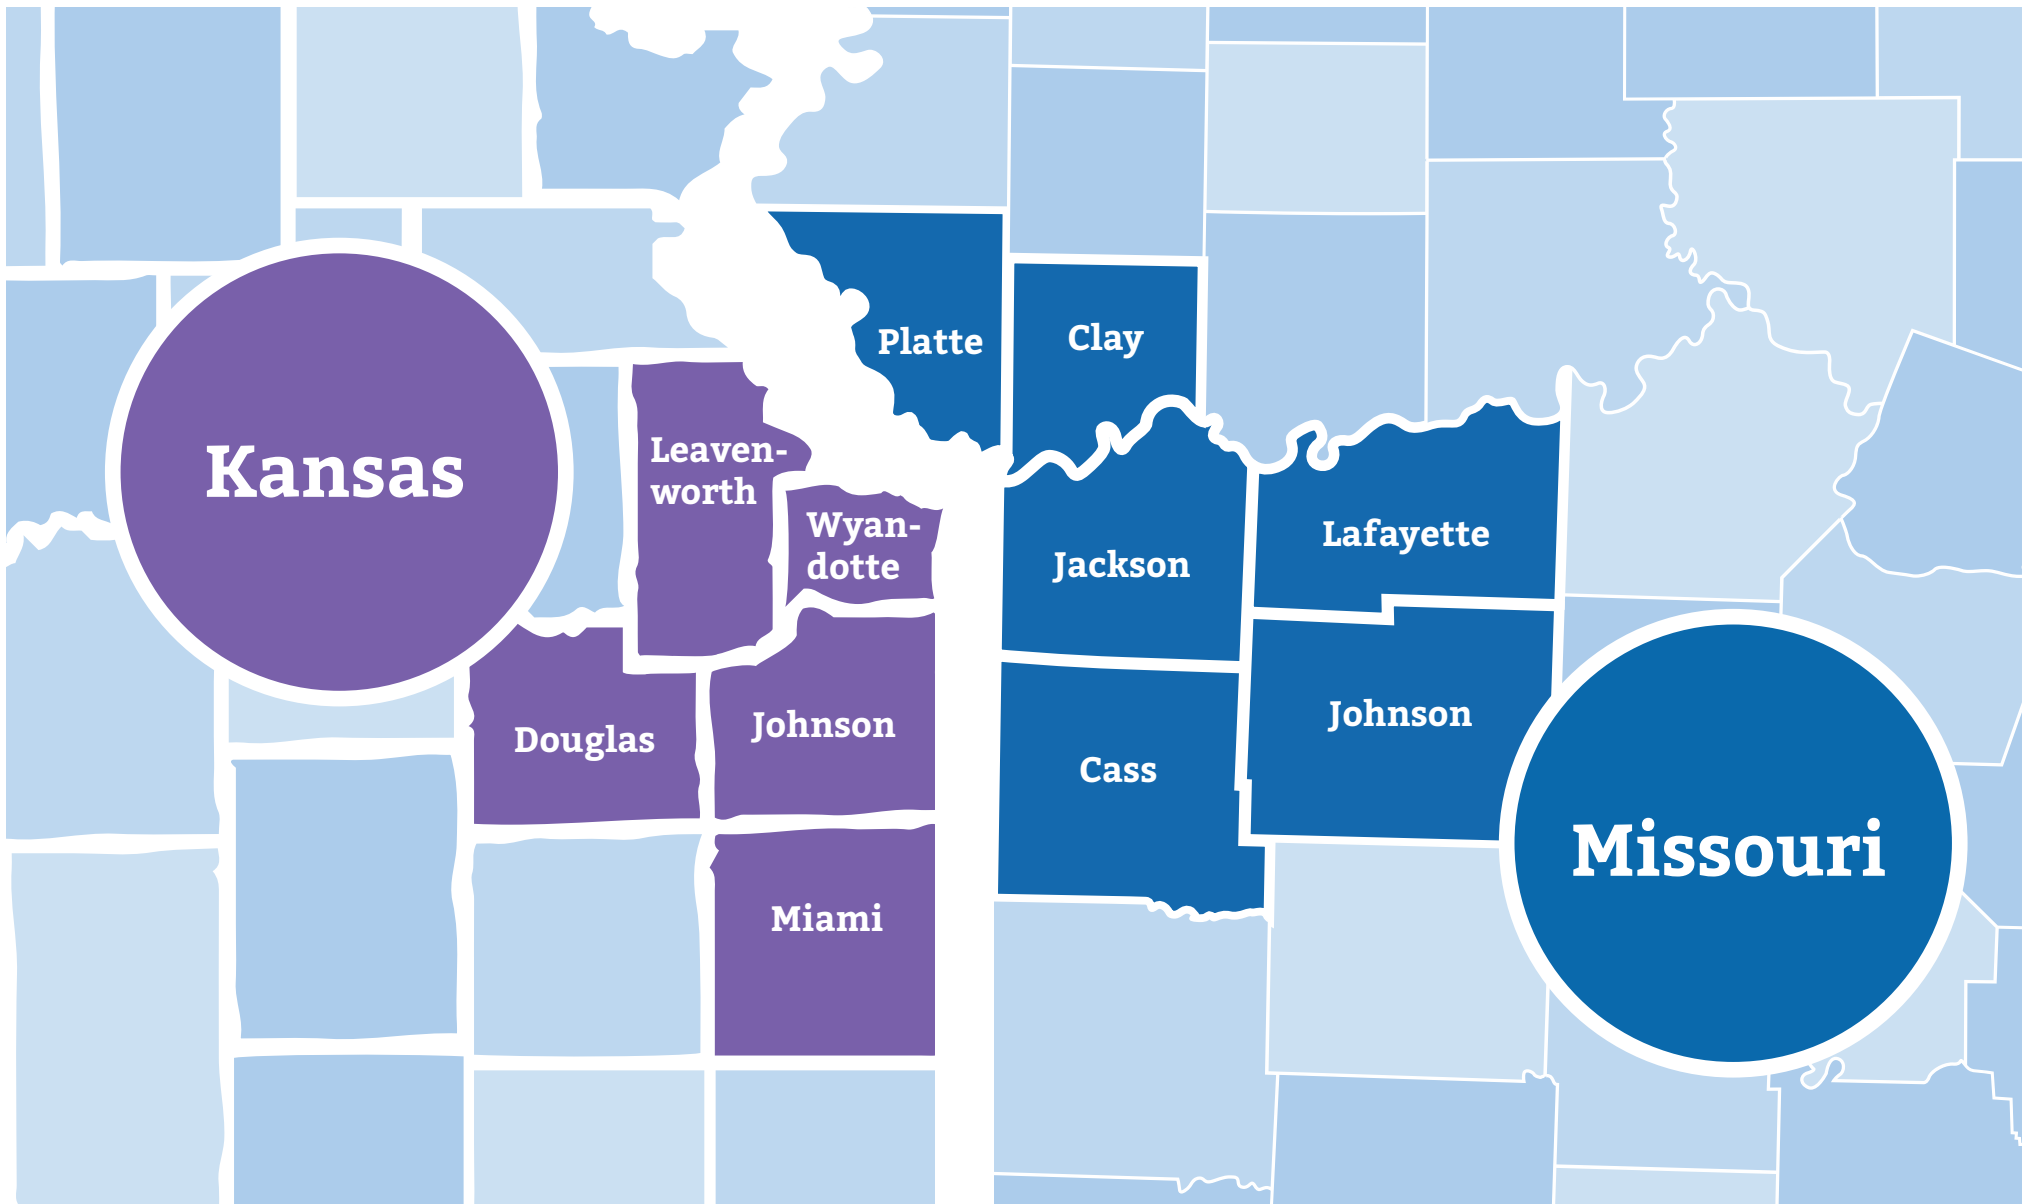 Platte
Clay
Kansas
Leaven-
worth
Wyan-
dotte
Lafayette
Jackson
Johnson
Douglas
Johnson
Cass
Missouri
Miami